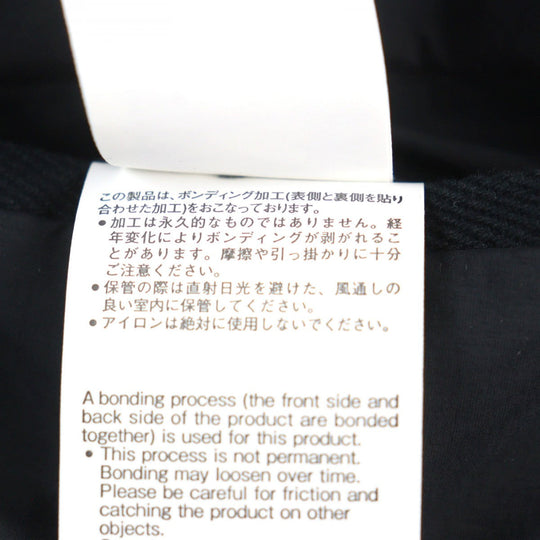 この製品は、ボンディング加工(表側と裏側を貼り
合わせた加工)をおこなっております。
● 加工は永久的なものではありません。経
年変化によりボンディングが剥がれるこ
とがあります。摩擦や引っ掛かりに十分
ご注意ください。
● 保管の際は直射日光を避けた、風通しの
良い室内に保管してください。
● アイロンは絶対に使用しないでください。
A bonding process (the front side and
back side of the product are bonded
together) is used for this product.
● This process is not permanent.
Bonding may loosen over time.
Please be careful for friction and
catching the product on other
objects.